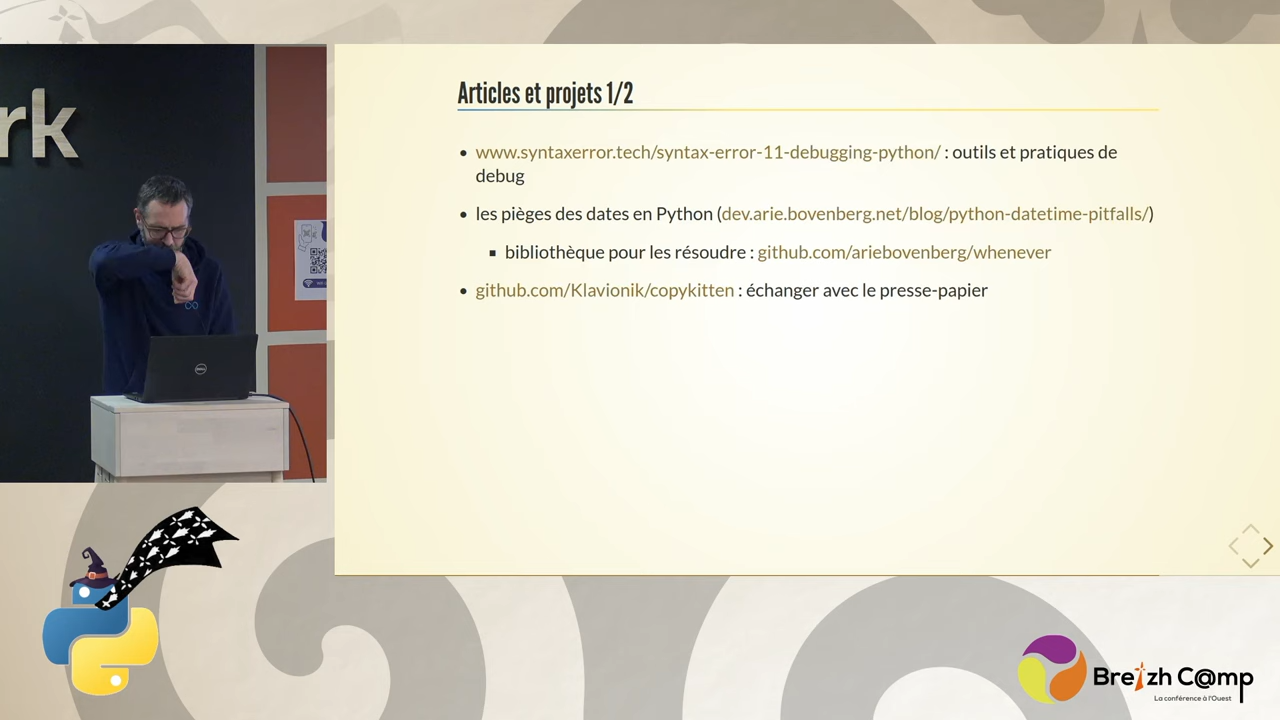 rk
Articles et projets 1/2
• www.syntaxerror.tech/syntax-error-11-debugging-python/ : outils et pratiques de
debug
• les pièges des dates en Python (dev.arie.bovenberg.net/blog/python-datetime-pitfalls/)
▪ bibliothèque pour les résoudre : github.com/ariebovenberg/whenever
• github.com/Klavionik/copykitten : échanger avec le presse-papier
DELL
Breizh C@mp
La conférence à l'Ouest